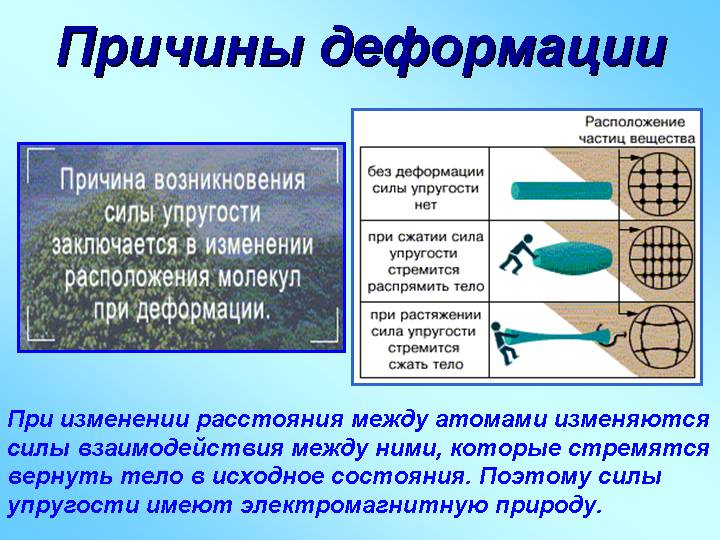 Причины деформации
Причина возникновения
силы упругости
заключается в изменении
расположения молекул
при деформации.
Расположение
частиц вещества
без деформации
силы упругости
нет
при сжатии сила
упругости
стремится
распрямить тело
при растяжении
сила упругости
стремится
сжать тело
При изменении расстояния между атомами изменяются
силы взаимодействия между ними, которые стремятся
вернуть тело в исходное состояния. Поэтому силы
упругости имеют электромагнитную природу.